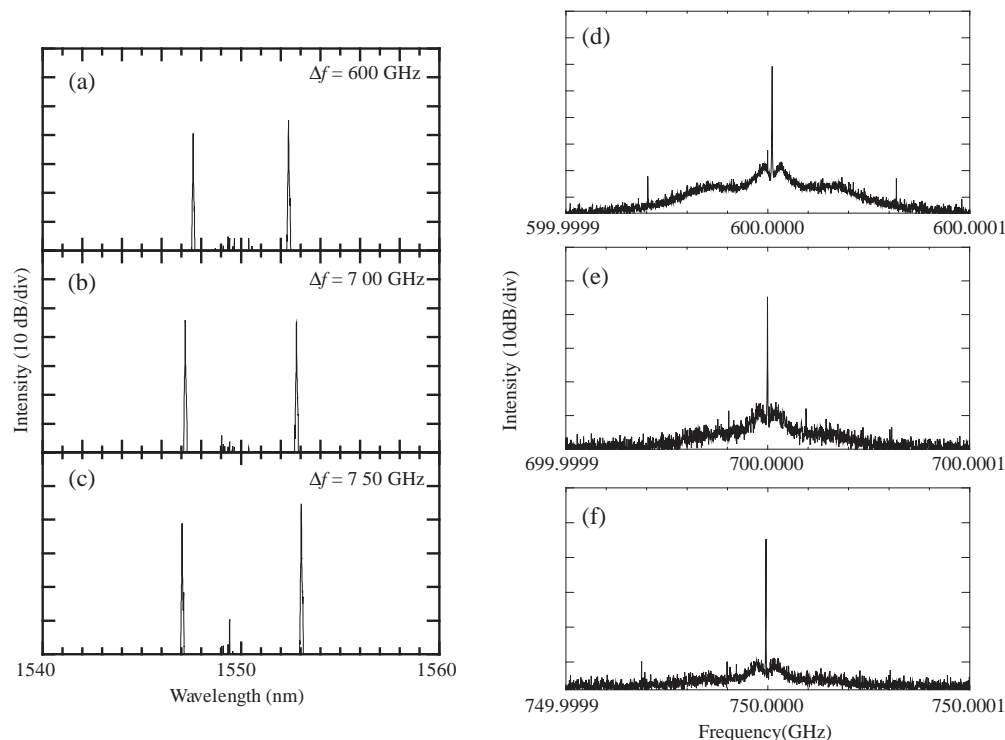 (a)
Δf = 600 GHz
(b)
Δf = 7 00 GHz
(c)
Δf = 7 50 GHz
Intensity (10 dB/div)
1540
1550
1560
Wavelength (nm)
(d)
599.9999
600.0000
600.0001
(e)
699.9999
700.0000
700.0001
(f)
749.9999
750.0000
750.0001
Intensity (10dB/div)
Frequency(GHz)